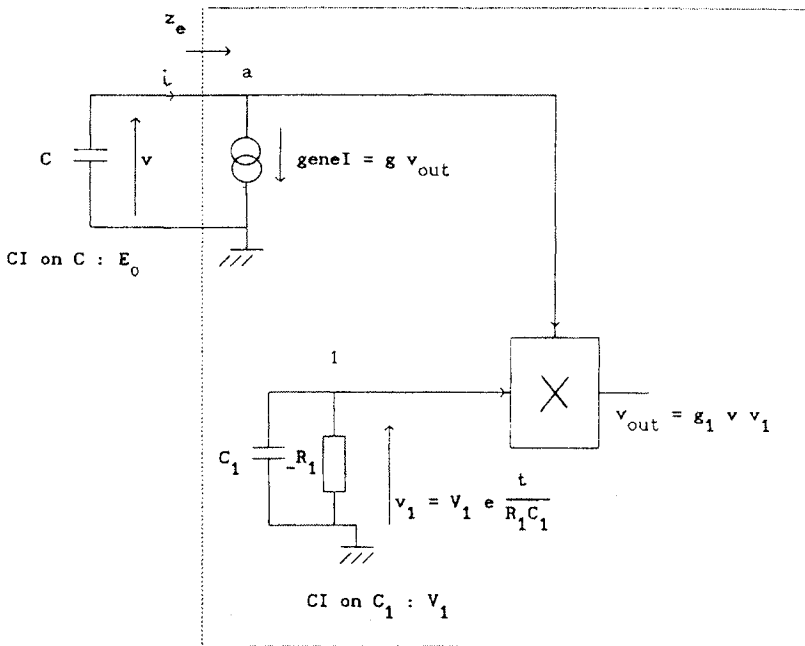 z_e
i
a
C
v
geneI = g v_out
CI on C : E_0
1
X
C_1
-R_1
v_out = g_1 v v_1
v_1 = V_1 e t/R_1C_1
CI on C_1 : V_1